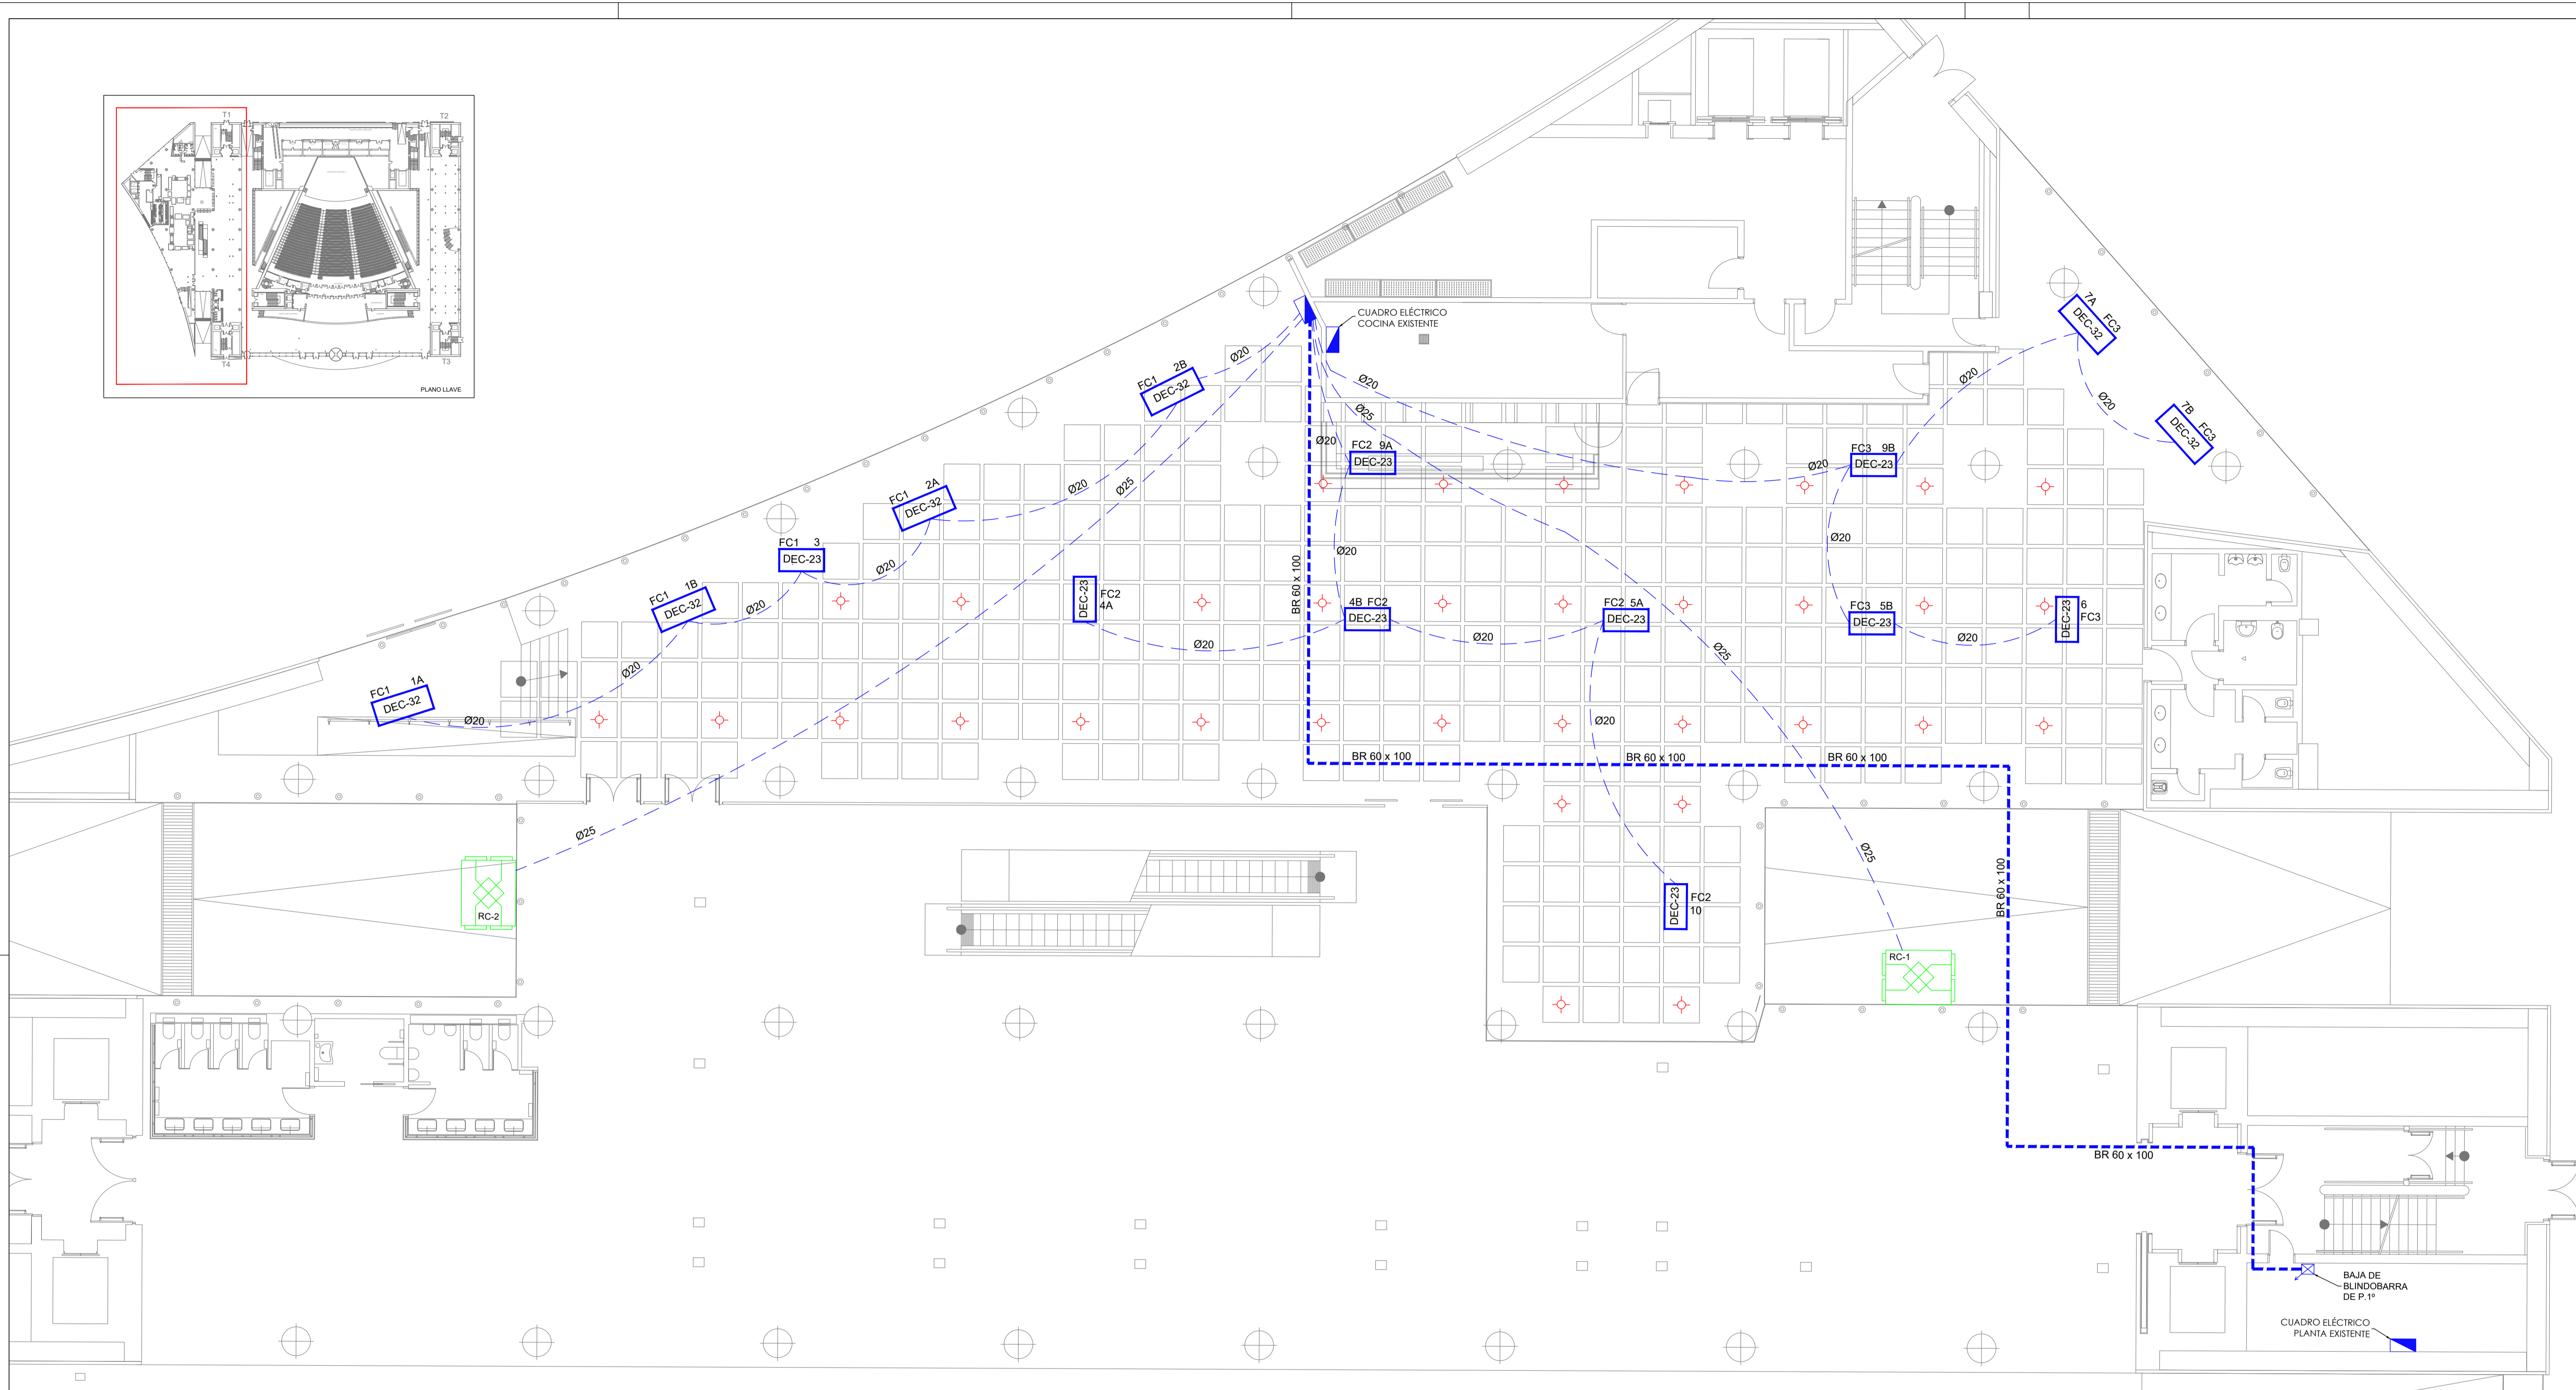 T1
T2
T4
T3
PLANO LLAVE
CUADRO ELÉCTRICO
COCINA EXISTENTE
7A
FC3
DEC-32
Ø20
Ø20
7B
FC3
DEC-32
FC1 2B
DEC-32
Ø20
Ø20
Ø25
Ø20
FC2 9A
DEC-23
FC3 9B
DEC-23
Ø20
FC1 2A
DEC-32
Ø20
Ø25
FC1 3
DEC-23
Ø20
Ø20
Ø20
BR 60 x 100
FC1 1B
DEC-32
Ø20
DEC-23
FC2
4A
4B FC2
DEC-23
FC2 5A
DEC-23
FC3 5B
DEC-23
DEC-23
6
FC3
Ø20
Ø20
Ø20
Ø25
FC1 1A
DEC-32
Ø20
Ø20
Ø20
BR 60 x 100
BR 60 x 100
BR 60 x 100
Ø25
Ø25
BR 60 x 100
DEC-23
FC2
10
RC-2
RC-1
BR 60 x 100
BAJA DE
BLINDOBARRA
DE P.1º
CUADRO ELÉCTRICO
PLANTA EXISTENTE